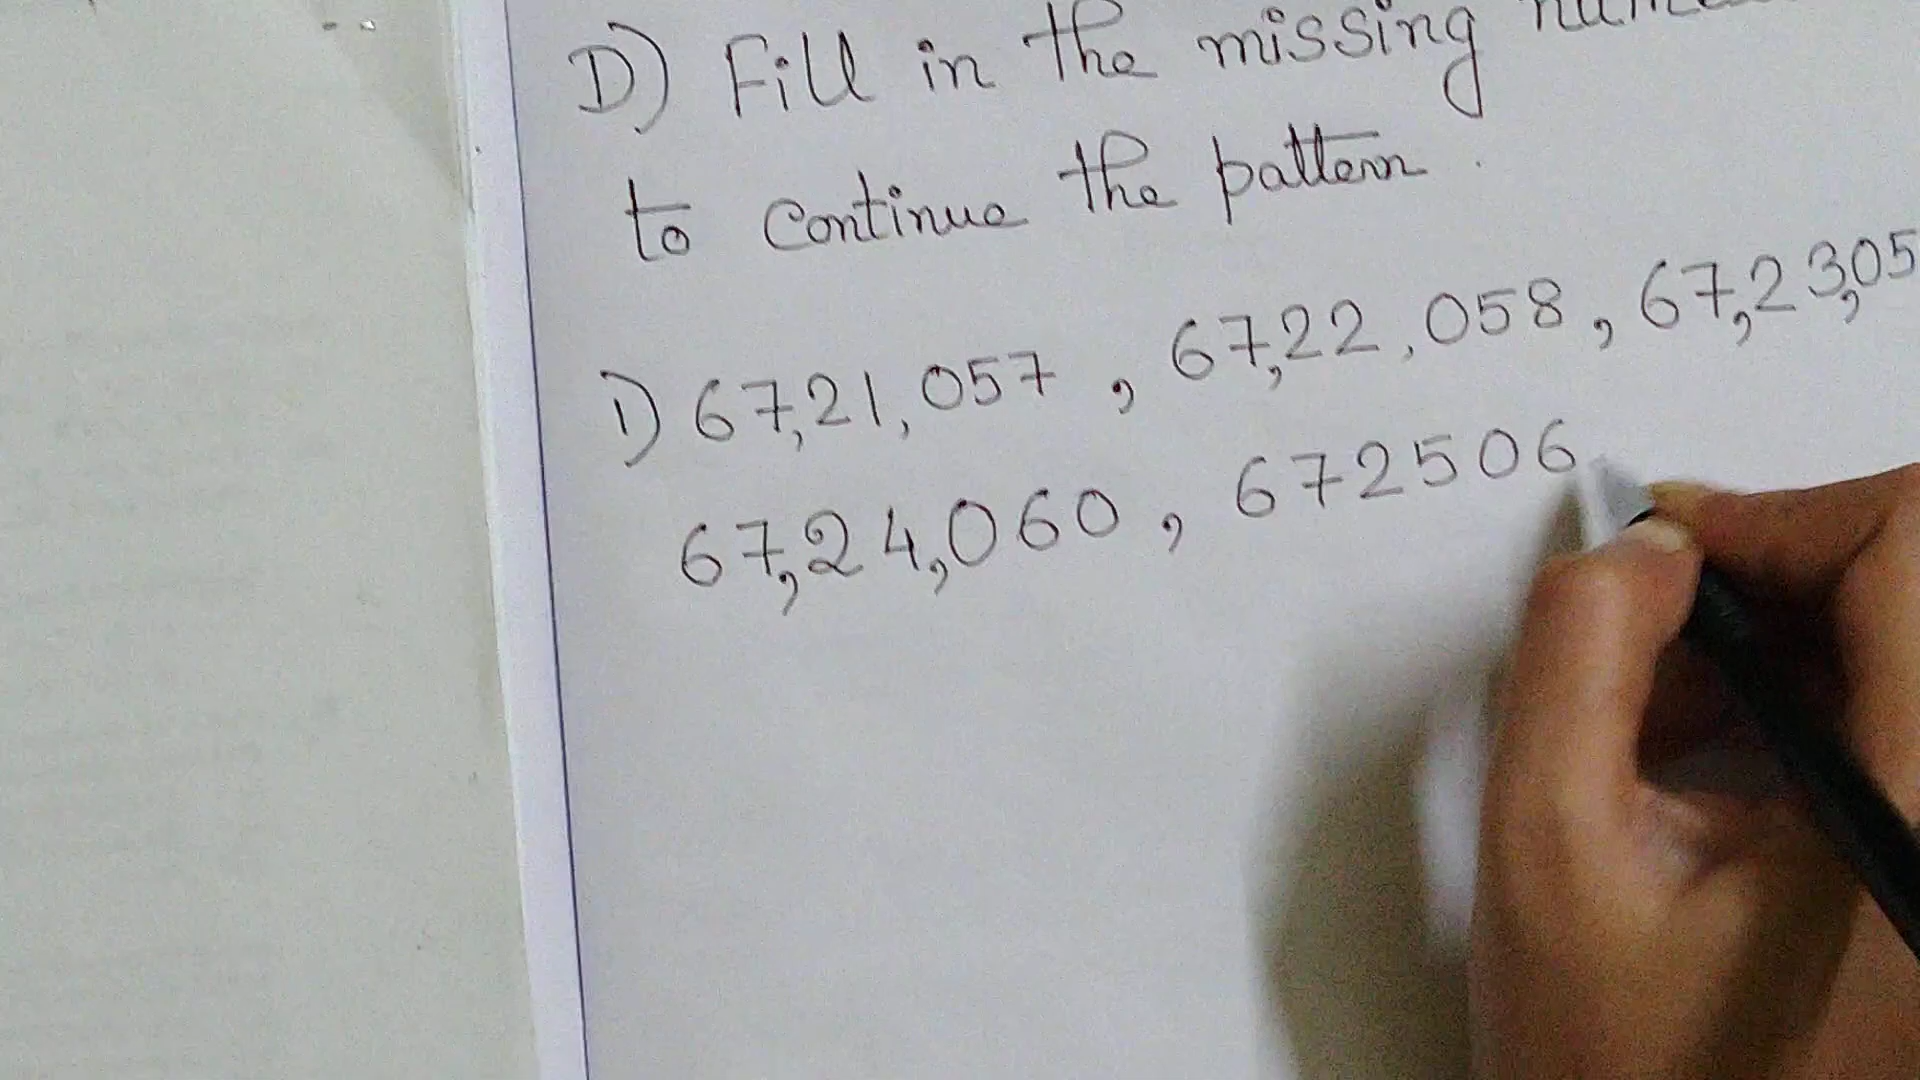 D) Fill in the missing
to continue the pattern.
1) 67,21,057, 67,22,058, 67,23,05
67,24,060, 672506